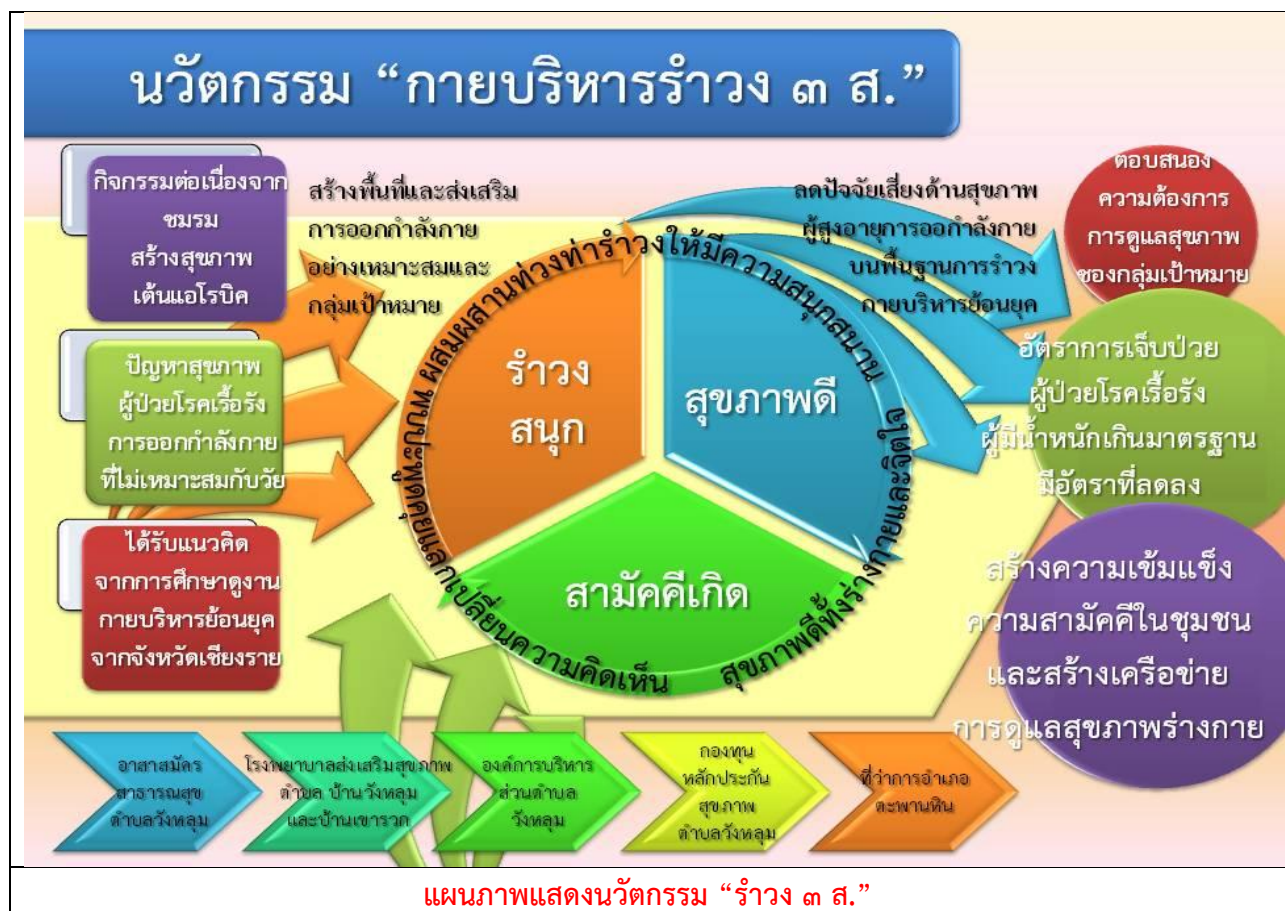 นวัตกรรม “กายบริหารรำวง ๓ ส.”
กิจกรรมต่อเนื่องจาก
ชมรม
สร้างสุขภาพ
เต้นแอโรบิค
ปัญหาสุขภาพ
ผู้ป่วยโรคเรื้อรัง
การออกกำลังกาย
ที่ไม่เหมาะสมกับวัย
ได้รับแนวคิด
จากการศึกษาดูงาน
กายบริหารย้อนยุค
จากจังหวัดเชียงราย
สร้างพื้นที่และส่งเสริม
การออกกำลังกาย
อย่างเหมาะสมและ
กลุ่มเป้าหมาย
ลดปัจจัยเสี่ยงด้านสุขภาพ
ผู้สูงอายุการออกกำลังกาย
บนพื้นฐานการรำวง
กายบริหารย้อนยุค
ผสมผสานท่วงท่ารำวงให้มีความสนุกสนาน
สุขภาพดีทั้งร่างกายและจิตใจ
พบปะพูดคุยแลกเปลี่ยนความคิดเห็น
รำวง
สนุก
สุขภาพดี
สามัคคีเกิด
ตอบสนอง
ความต้องการ
การดูแลสุขภาพ
ของกลุ่มเป้าหมาย
อัตราการเจ็บป่วย
ผู้ป่วยโรคเรื้อรัง
ผู้มีน้ำหนักเกินมาตรฐาน
มีอัตราที่ลดลง
สร้างความเข้มแข็ง
ความสามัคคีในชุมชน
และสร้างเครือข่าย
การดูแลสุขภาพร่างกาย
อาสาสมัคร
สาธารณสุข
ตำบลวังหลุม
โรงพยาบาลส่งเสริมสุขภาพ
ตำบล บ้านวังหลุม
และบ้านเขารวก
องค์การบริหาร
ส่วนตำบล
วังหลุม
กองทุน
หลักประกัน
สุขภาพ
ตำบลวังหลุม
ที่ว่าการอำเภอ
ตะพานหิน
แผนภาพแสดงนวัตกรรม “รำวง ๓ ส.”